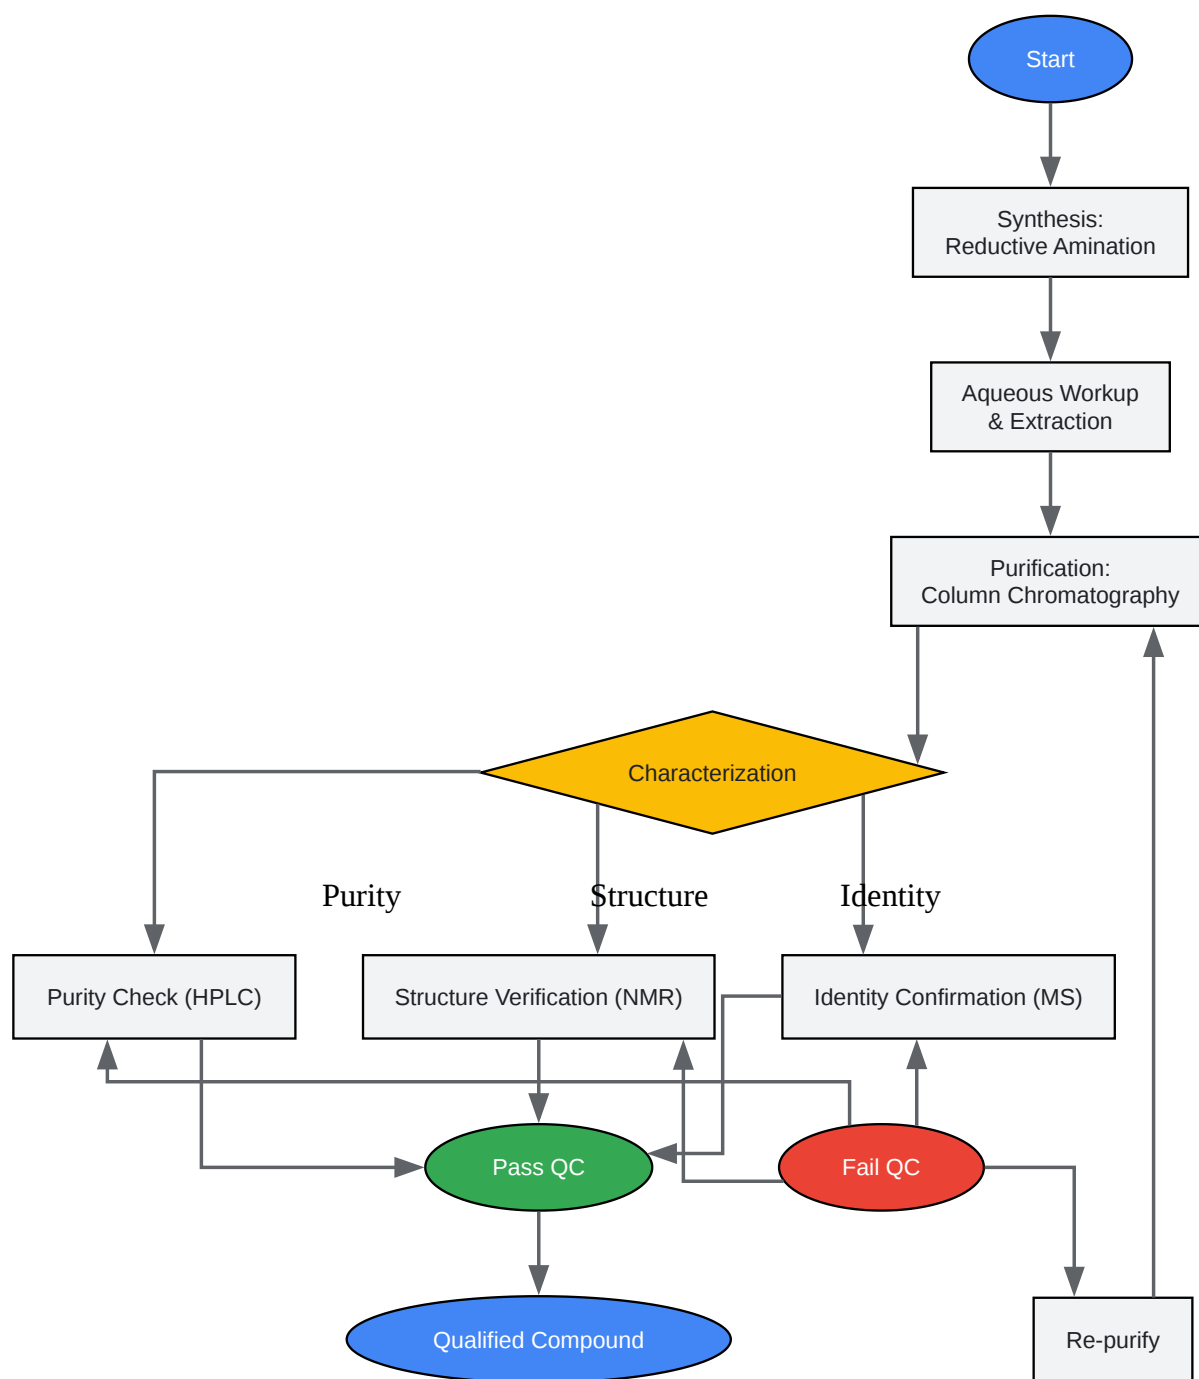 Start
Synthesis:
Reductive Amination
Aqueous Workup
& Extraction
Purification:
Column Chromatography
Characterization
Purity
Structure
Identity
Purity Check (HPLC)
Structure Verification (NMR)
Identity Confirmation (MS)
Pass QC
Fail QC
Qualified Compound
Re-purify